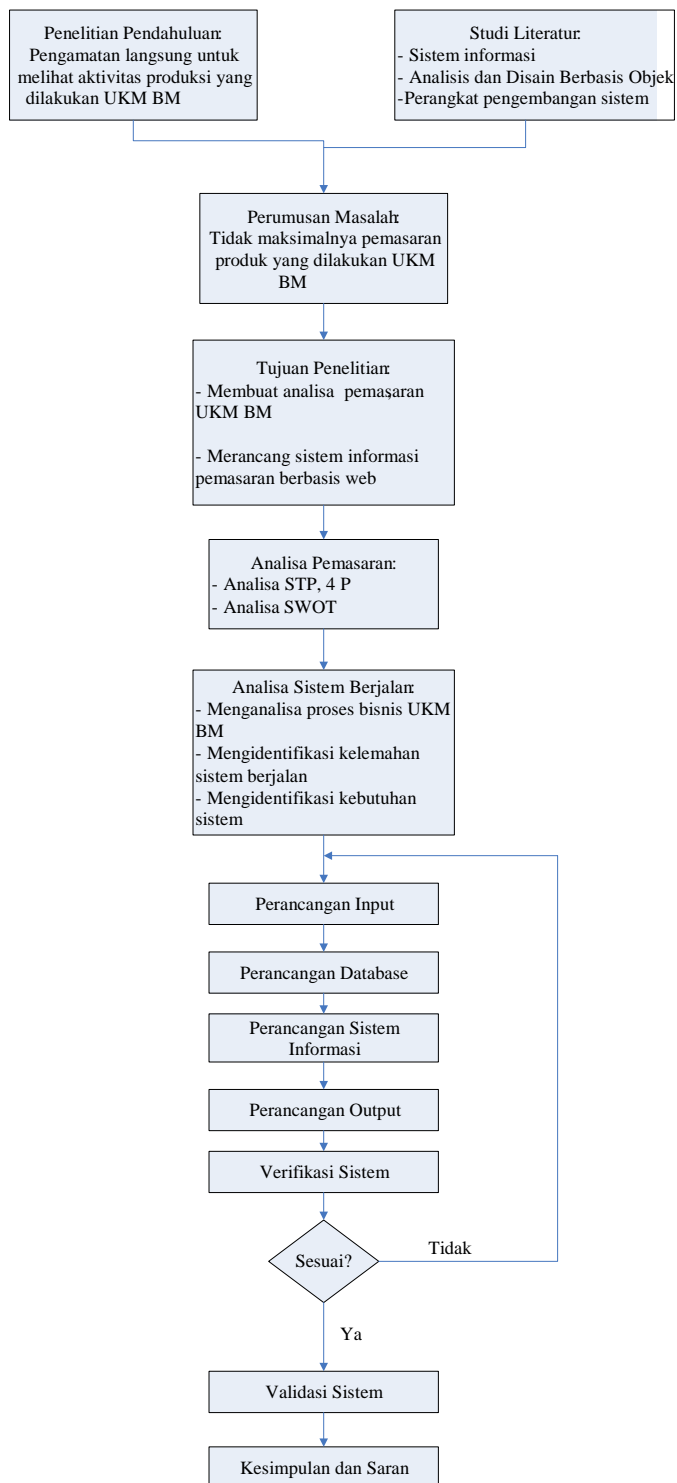 Penelitian Pendahuluan:
Pengamatan langsung untuk
melihat aktivitas produksi yang
dilakukan UKM BM
Studi Literatur:
- Sistem informasi
- Analisis dan Disain Berbasis Objek
-Perangkat pengembangan sistem
Perumusan Masalah:
Tidak maksimalnya pemasaran
produk yang dilakukan UKM
BM
Tujuan Penelitian:
- Membuat analisa pemasaran
UKM BM
- Merancang sistem informasi
pemasaran berbasis web
Analisa Pemasaran:
- Analisa STP, 4 P
- Analisa SWOT
Analisa Sistem Berjalan:
- Menganalisa proses bisnis UKM
BM
- Mengidentifikasi kelemahan
sistem berjalan
- Mengidentifikasi kebutuhan
sistem
Perancangan Input
Perancangan Database
Perancangan Sistem
Informasi
Perancangan Output
Verifikasi Sistem
Sesuai?
Tidak
Ya
Validasi Sistem
Kesimpulan dan Saran